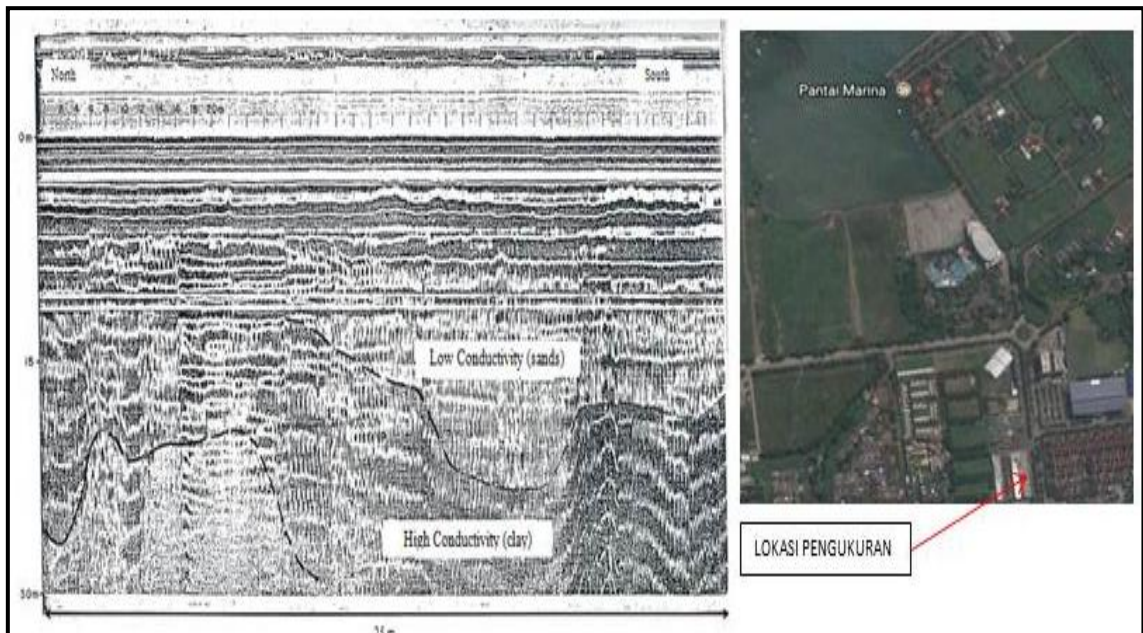 North
South
0m
Low Conductivity (sands)
15
High Conductivity (clay)
30m
Pantai Marina
LOKASI PENGUKURAN